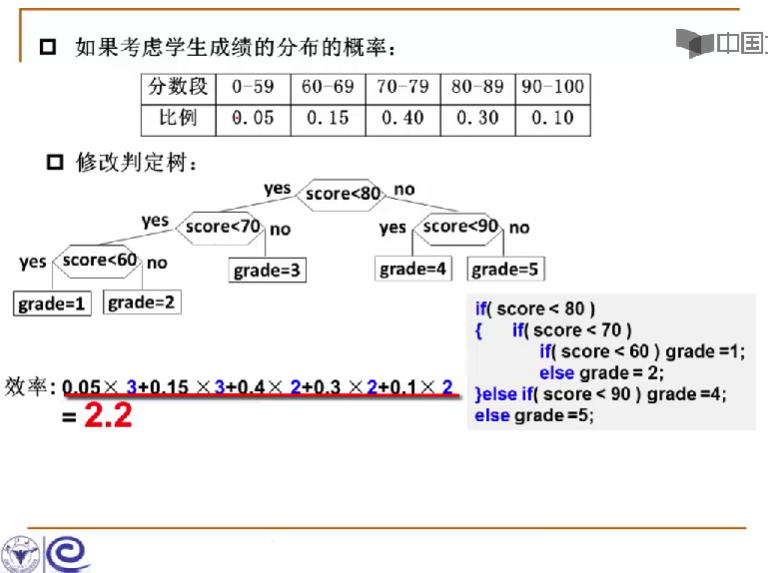 如果考虑学生成绩的分布的概率：
中国
分数段 0-59 60-69 70-79 80-89 90-100
比例 0.05 0.15 0.40 0.30 0.10
修改判定树：
yes score<80 no
yes score<70 no yes score<90 no
yes score<60 no grade=3 grade=4 grade=5
grade=1 grade=2
if( score < 80 )
{ if( score < 70 )
if( score < 60 ) grade =1;
else grade = 2;
}else if( score < 90 ) grade =4;
else grade =5;
效率: 0.05× 3+0.15 ×3+0.4× 2+0.3 ×2+0.1× 2
= 2.2